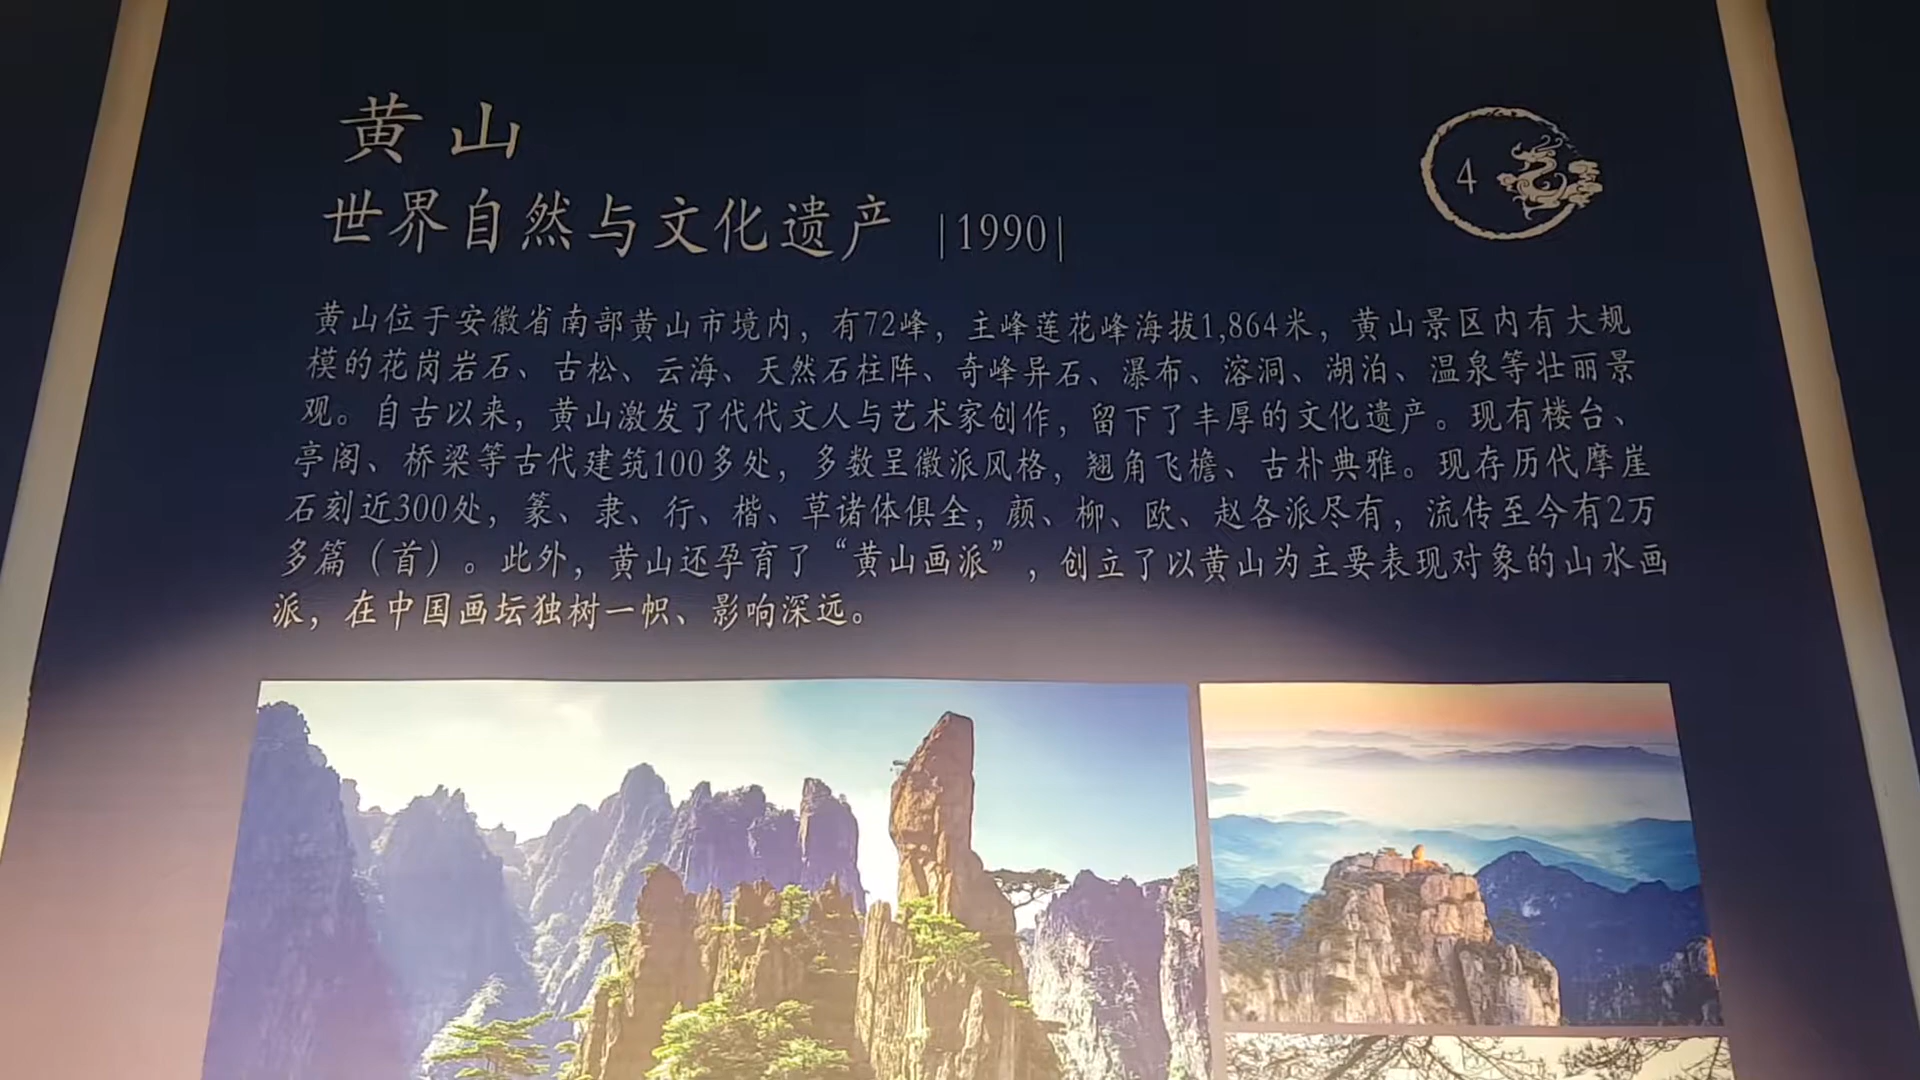 黄山
世界自然与文化遗产 |1990|
4
黄山位于安徽省南部黄山市境内，有72峰，主峰莲花峰海拔1,864米，黄山景区内有大规
模的花岗岩石、古松、云海、天然石柱阵、奇峰异石、瀑布、溶洞、湖泊、温泉等壮丽景
观。自古以来，黄山激发了代代文人与艺术家创作，留下了丰厚的文化遗产。现有楼台、
亭阁、桥梁等古代建筑100多处，多数呈徽派风格，翘角飞檐、古朴典雅。现存历代摩崖
石刻近300处，篆、隶、行、楷、草诸体俱全，颜、柳、欧、赵各派尽有，流传至今有2万
多篇（首）。此外，黄山还孕育了“黄山画派”，创立了以黄山为主要表现对象的山水画
派，在中国画坛独树一帜、影响深远。